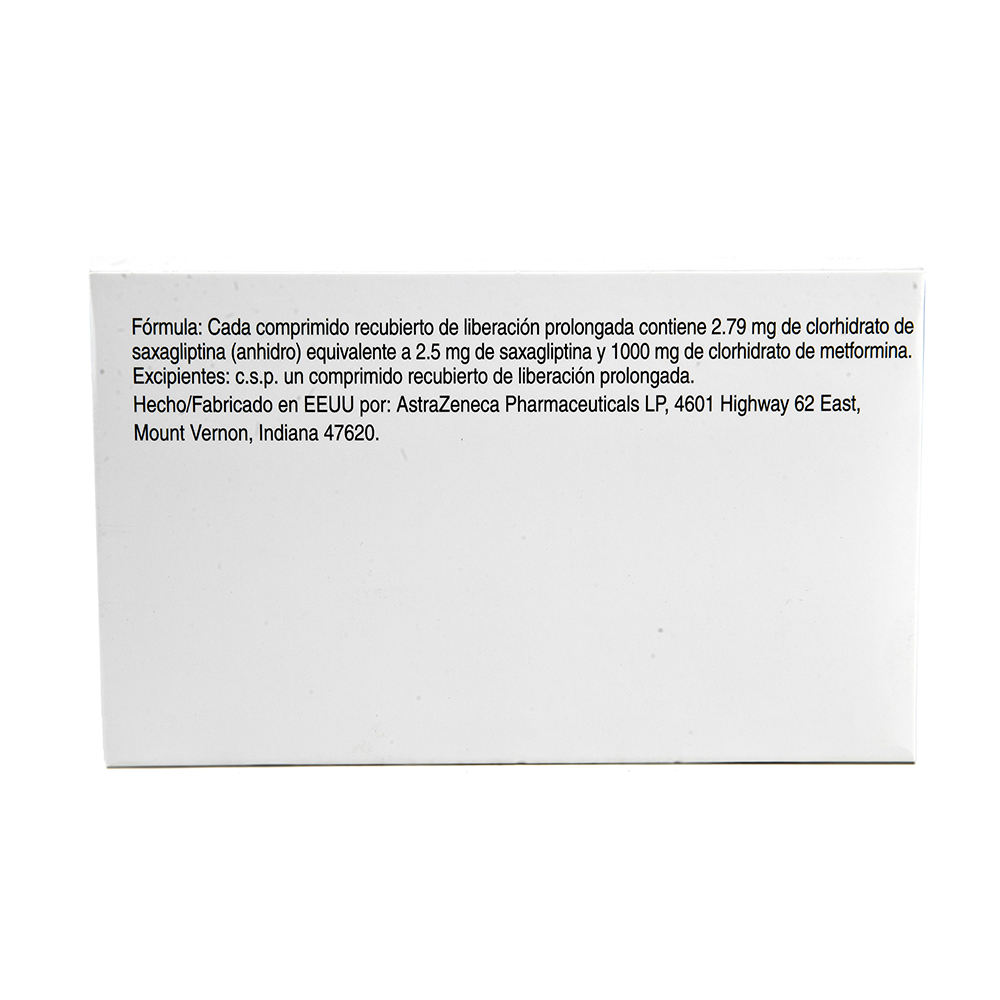 Fórmula: Cada comprimido recubierto de liberación prolongada contiene 2.79 mg de clorhidrato de
saxagliptina (anhidro) equivalente a 2.5 mg de saxagliptina y 1000 mg de clorhidrato de metformina.
Excipientes: c.s.p. un comprimido recubierto de liberación prolongada.
Hecho/Fabricado en EEUU por: AstraZeneca Pharmaceuticals LP, 4601 Highway 62 East,
Mount Vernon, Indiana 47620.